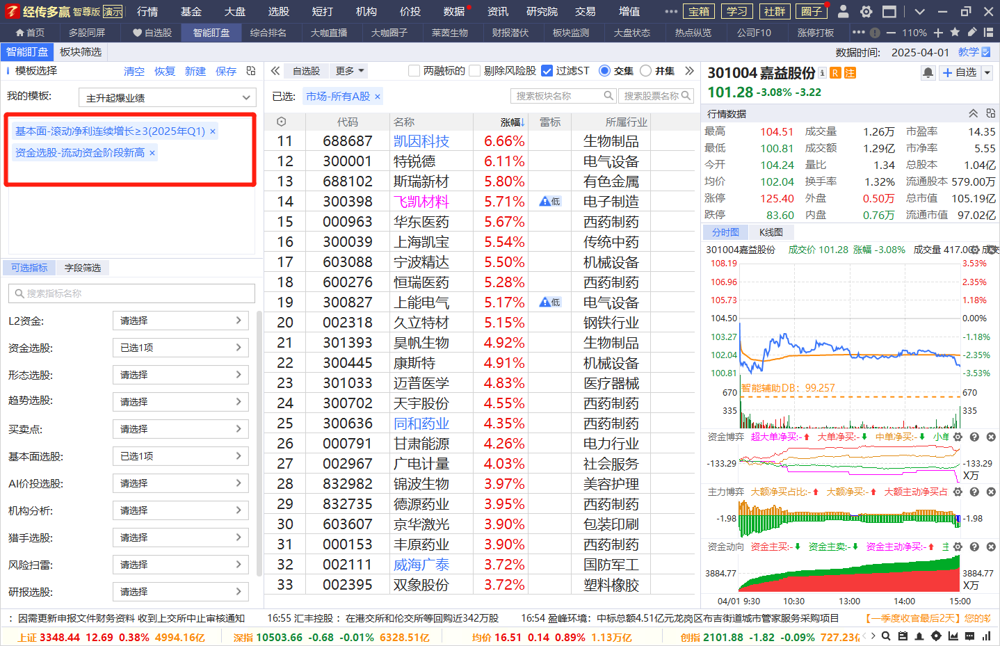 经传多赢 智尊版 演示 行情 基金 大盘 选股 短打 机构 价投 数据 资讯 研究院 交易 增值 宝箱 学习 社群 圈子
首页 多股同屏 自选股 智能盯盘 综合排名 大咖直播 大咖圈子 莱茵生物 财报潜伏 板块监测 大盘状态 热点纵览 公司F10 涨停打板 110%
智能盯盘 板块筛选 数据时间: 2025-04-01 教学
模板选择 清空 恢复 新建 保存
我的模板: 主升起爆业绩
基本面-滚动净利连续增长≥3(2025年Q1) ×
资金选股-流动资金阶段新高 ×
可选指标 字段筛选
搜索指标名称
L2资金: 请选择
资金选股: 已选1项
形态选股: 请选择
趋势选股: 请选择
买卖点: 请选择
基本面选股: 已选1项
AI价投选股: 请选择
机构分析: 请选择
猎手选股: 请选择
风险扫雷: 请选择
研报选股: 请选择
自选股 更多 两融标的 剔除风险股 过滤ST 交集 并集
已选: 市场-所有A股 × 搜索板块名称 搜索股票名称
代码 名称 涨幅↓ 雷标 所属行业
11 688687 凯因科技 6.66% 生物制品
12 300001 特锐德 6.11% 电气设备
13 688102 斯瑞新材 5.80% 有色金属
14 300398 飞凯材料 5.71% 低 电子制造
15 000963 华东医药 5.67% 西药制药
16 300039 上海凯宝 5.54% 传统中药
17 603088 宁波精达 5.50% 机械设备
18 600276 恒瑞医药 5.28% 西药制药
19 300827 上能电气 5.17% 低 电气设备
20 002318 久立特材 5.15% 钢铁行业
21 301393 昊帆生物 4.92% 生物制品
22 300445 康斯特 4.91% 机械设备
23 301033 迈普医学 4.83% 医疗器械
24 300702 天宇股份 4.55% 西药制药
25 300636 同和药业 4.35% 西药制药
26 000791 甘肃能源 4.26% 电力行业
27 002967 广电计量 4.03% 社会服务
28 832982 锦波生物 3.97% 美容护理
29 832735 德源药业 3.95% 西药制药
30 603607 京华激光 3.90% 包装印刷
31 000153 丰原药业 3.90% 西药制药
32 002111 威海广泰 3.72% 国防军工
33 002395 双象股份 3.72% 塑料橡胶
301004 嘉益股份 R 注 +自选
101.28 -3.08% -3.22
行情数据
最高 104.51 成交量 1.26万 市盈率 14.35
最低 100.81 成交额 1.29亿 市净率 5.55
今开 104.24 量比 1.34 总股本 1.04亿
均价 102.04 换手率 1.32% 流通股本 579.00万
涨停 125.40 外盘 0.50万 总市值 105.19亿
跌停 83.60 内盘 0.76万 流通市值 97.02亿
分时图 K线图
301004嘉益股份 成交价 101.28 涨幅 -3.08% 成交量 417.00
108.19 3.53%
106.96 2.35%
105.73 1.18%
104.50 0.00%
103.27 -1.18%
102.04 -2.35%
100.81 -3.53%
智能辅助DB: 99.257
670 670
335 335
资金博弈 超大单净买:- 大单净买:- 中单净买:- 小单
-133.29 -133.29
X万
主力博弈 大额净买占比:- 大额净买:- 大额主动净买占
-1.98 -1.98
资金动向 资金主买:- 资金主卖:- 资金主动净买:- 主
3884.77 3884.77
X万
04/01 9:30 10:30 13:00 14:00 15:00
：因需更新申报文件财务资料 收到上交所中止审核通知 16:55 汇丰控股：在港交所和伦交所等回购近342万股 16:54 盈峰环境：中标总额4.51亿元龙岗区布吉街道城市管家服务采购项目 【一季度收官最后2天】您的软
上证 3348.44 12.69 0.38% 4994.16亿 深指 10503.66 -0.68 -0.01% 6328.51亿 均价 16.51 0.14 0.89% 1.13万亿 创指 2101.88 -1.82 -0.09% 727.23亿